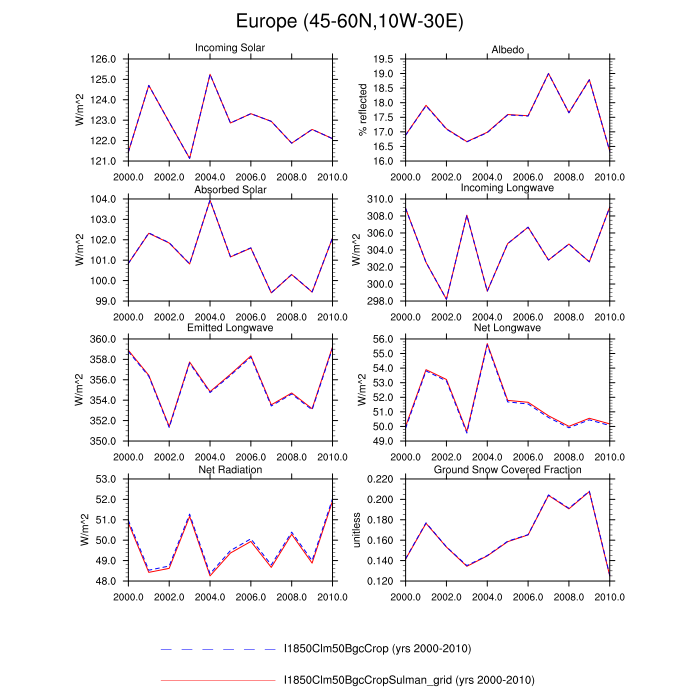 Europe (45-60N,10W-30E)
Incoming Solar
W/m^2
126.0
125.0
124.0
123.0
122.0
121.0
2000.0 2002.0 2004.0 2006.0 2008.0 2010.0
Albedo
% reflected
19.5
19.0
18.5
18.0
17.5
17.0
16.5
16.0
2000.0 2002.0 2004.0 2006.0 2008.0 2010.0
Absorbed Solar
W/m^2
104.0
103.0
102.0
101.0
100.0
99.0
2000.0 2002.0 2004.0 2006.0 2008.0 2010.0
Incoming Longwave
W/m^2
310.0
308.0
306.0
304.0
302.0
300.0
298.0
2000.0 2002.0 2004.0 2006.0 2008.0 2010.0
Emitted Longwave
W/m^2
360.0
358.0
356.0
354.0
352.0
350.0
2000.0 2002.0 2004.0 2006.0 2008.0 2010.0
Net Longwave
W/m^2
56.0
55.0
54.0
53.0
52.0
51.0
50.0
49.0
2000.0 2002.0 2004.0 2006.0 2008.0 2010.0
Net Radiation
W/m^2
53.0
52.0
51.0
50.0
49.0
48.0
2000.0 2002.0 2004.0 2006.0 2008.0 2010.0
Ground Snow Covered Fraction
unitless
0.220
0.200
0.180
0.160
0.140
0.120
2000.0 2002.0 2004.0 2006.0 2008.0 2010.0
I1850Clm50BgcCrop (yrs 2000-2010)
I1850Clm50BgcCropSulman_grid (yrs 2000-2010)